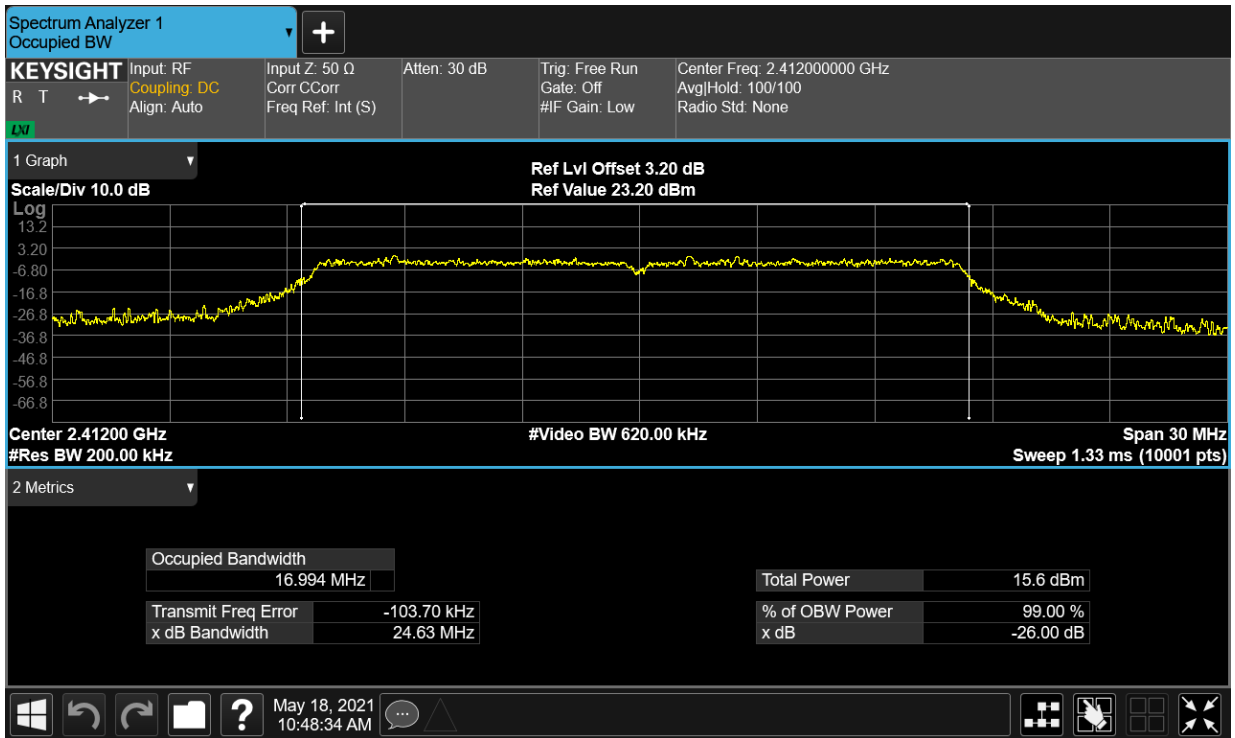 Spectrum Analyzer 1
Occupied BW
KEYSIGHT
R T
LXI
Input: RF
Coupling: DC
Align: Auto
Input Z: 50 Ω
Corr CCorr
Freq Ref: Int (S)
Atten: 30 dB
Trig: Free Run
Gate: Off
#IF Gain: Low
Center Freq: 2.412000000 GHz
Avg|Hold: 100/100
Radio Std: None
1 Graph
Scale/Div 10.0 dB
Ref Lvl Offset 3.20 dB
Ref Value 23.20 dBm
Log
13.2
3.20
-6.80
-16.8
-26.8
-36.8
-46.8
-56.8
-66.8
Center 2.41200 GHz
#Video BW 620.00 kHz
Span 30 MHz
#Res BW 200.00 kHz
Sweep 1.33 ms (10001 pts)
2 Metrics
Occupied Bandwidth
16.994 MHz
Total Power 15.6 dBm
Transmit Freq Error -103.70 kHz
% of OBW Power 99.00 %
x dB Bandwidth 24.63 MHz
x dB -26.00 dB
?
May 18, 2021
10:48:34 AM